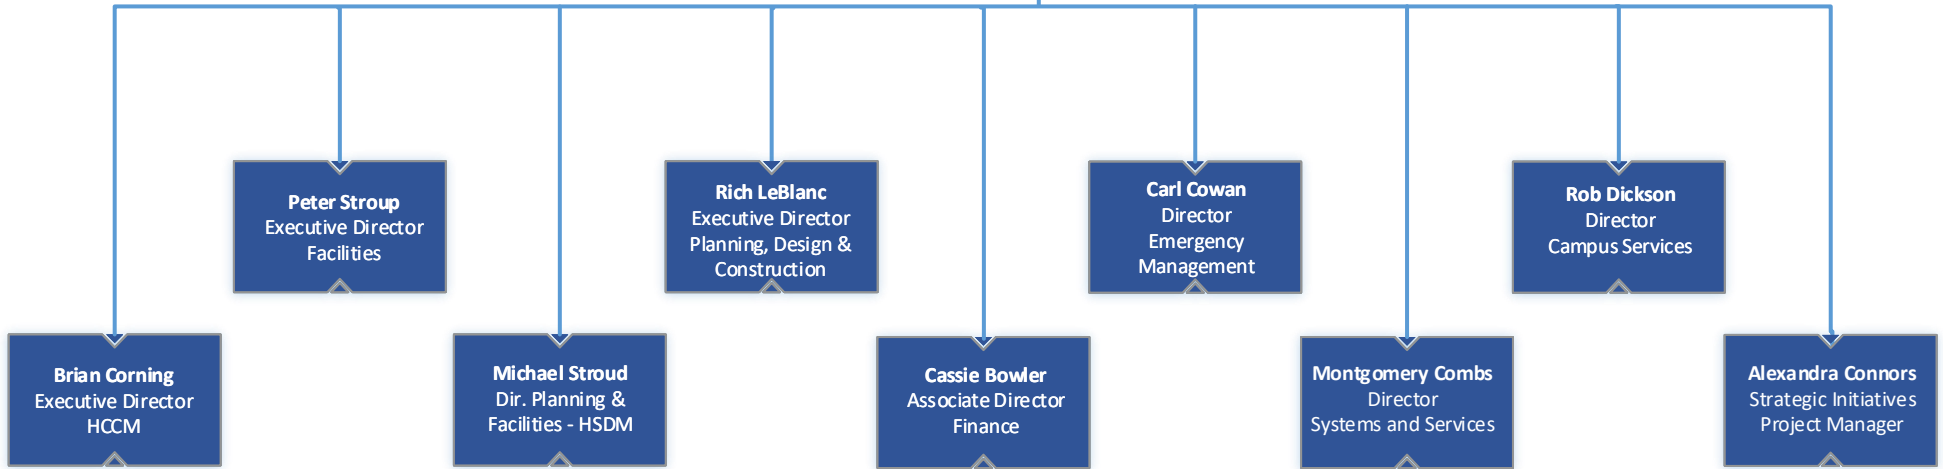 Peter Stroup
Executive Director
Facilities
Rich LeBlanc
Executive Director
Planning, Design &
Construction
Carl Cowan
Director
Emergency
Management
Rob Dickson
Director
Campus Services
Brian Corning
Executive Director
HCCM
Michael Stroud
Dir. Planning &
Facilities - HSDM
Cassie Bowler
Associate Director
Finance
Montgomery Combs
Director
Systems and Services
Alexandra Connors
Strategic Initiatives
Project Manager